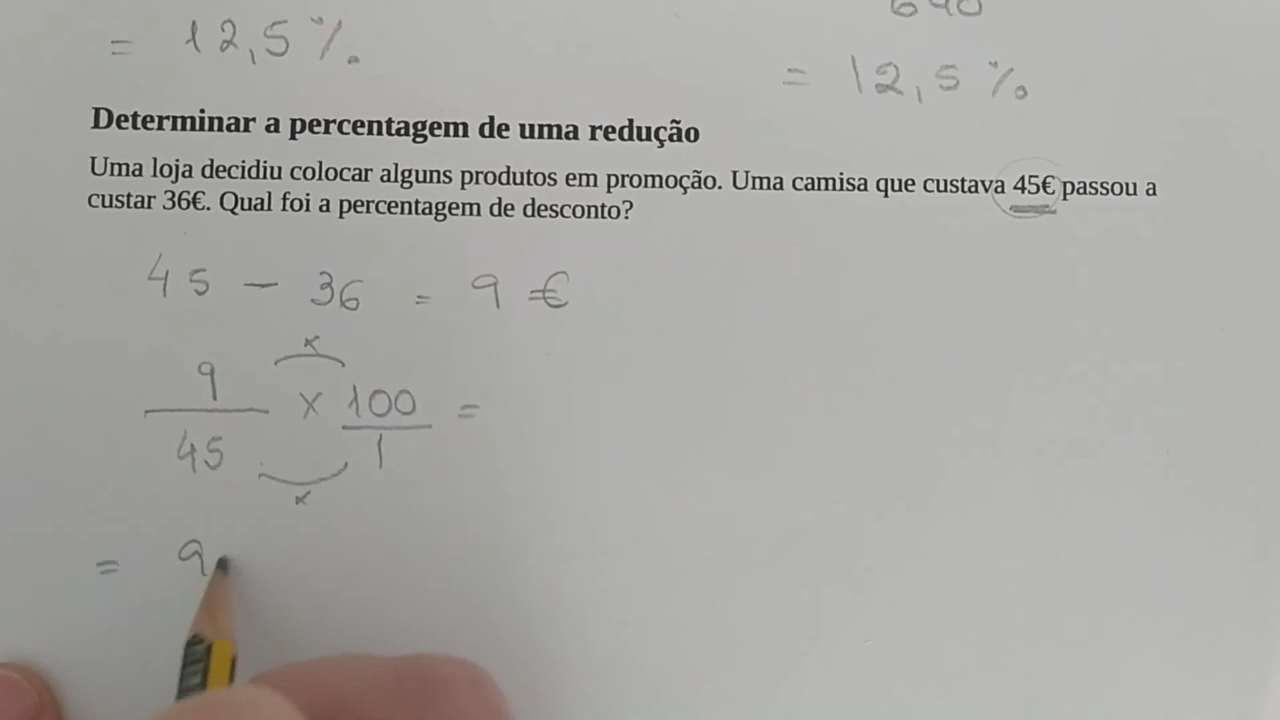 = 12,5 %.
640
= 12,5 %
Determinar a percentagem de uma redução
Uma loja decidiu colocar alguns produtos em promoção. Uma camisa que custava 45€ passou a
custar 36€. Qual foi a percentagem de desconto?
45 - 36 = 9 €
x
9
x 100 =
45
1
x
= 9